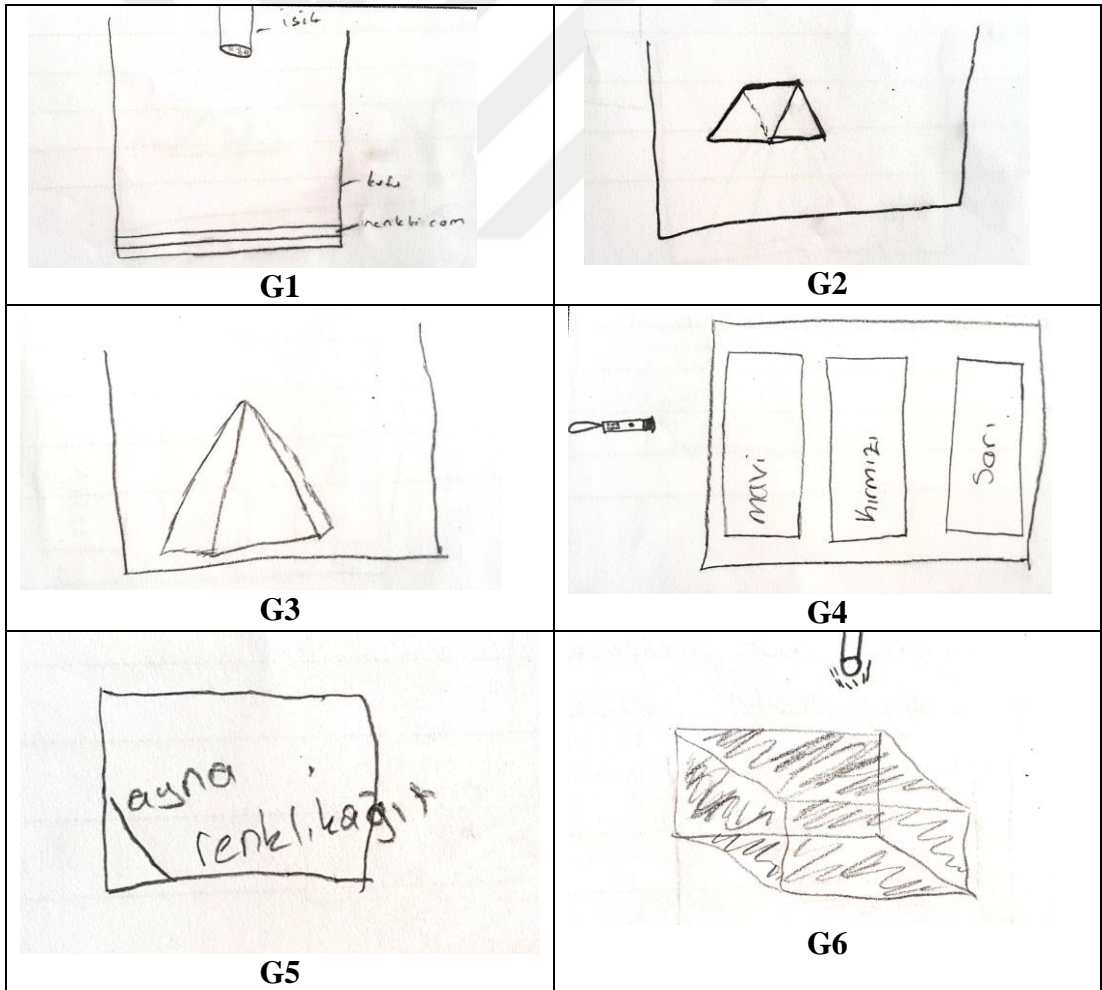 ışık
kutu
renkli cam
G1
G2
G3
mavi
kırmızı
Sarı
G4
ayna
renklikağıt
G5
G6